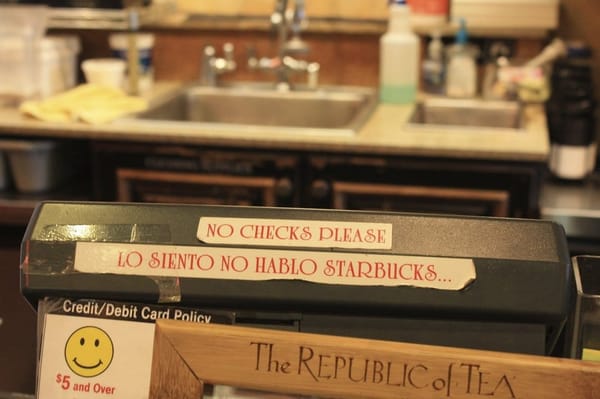 NO CHECKS PLEASE
LO SIENTO NO HABLO STARBUCKS...
Credit/Debit Card Policy
$5 and Over
The REPUBLIC of TEA